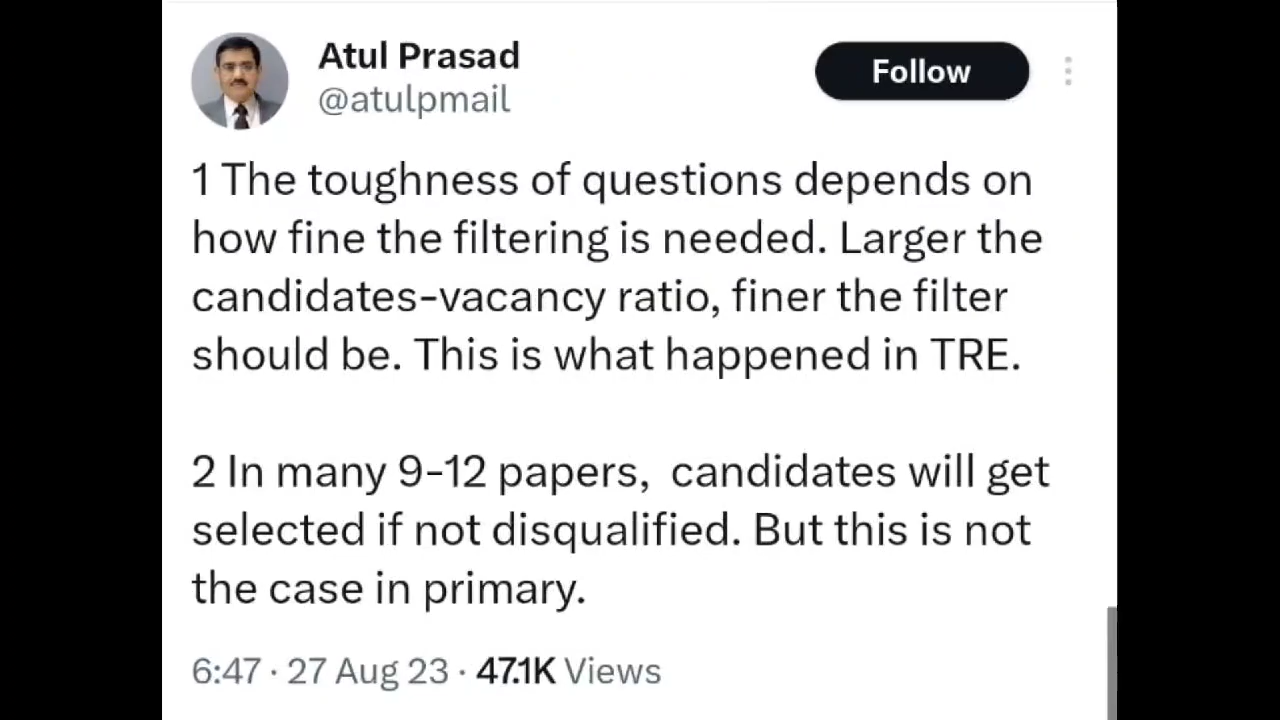 Atul Prasad
@atulpmail
Follow
1 The toughness of questions depends on
how fine the filtering is needed. Larger the
candidates-vacancy ratio, finer the filter
should be. This is what happened in TRE.
2 In many 9-12 papers,  candidates will get
selected if not disqualified. But this is not
the case in primary.
6:47 · 27 Aug 23 · 47.1K Views